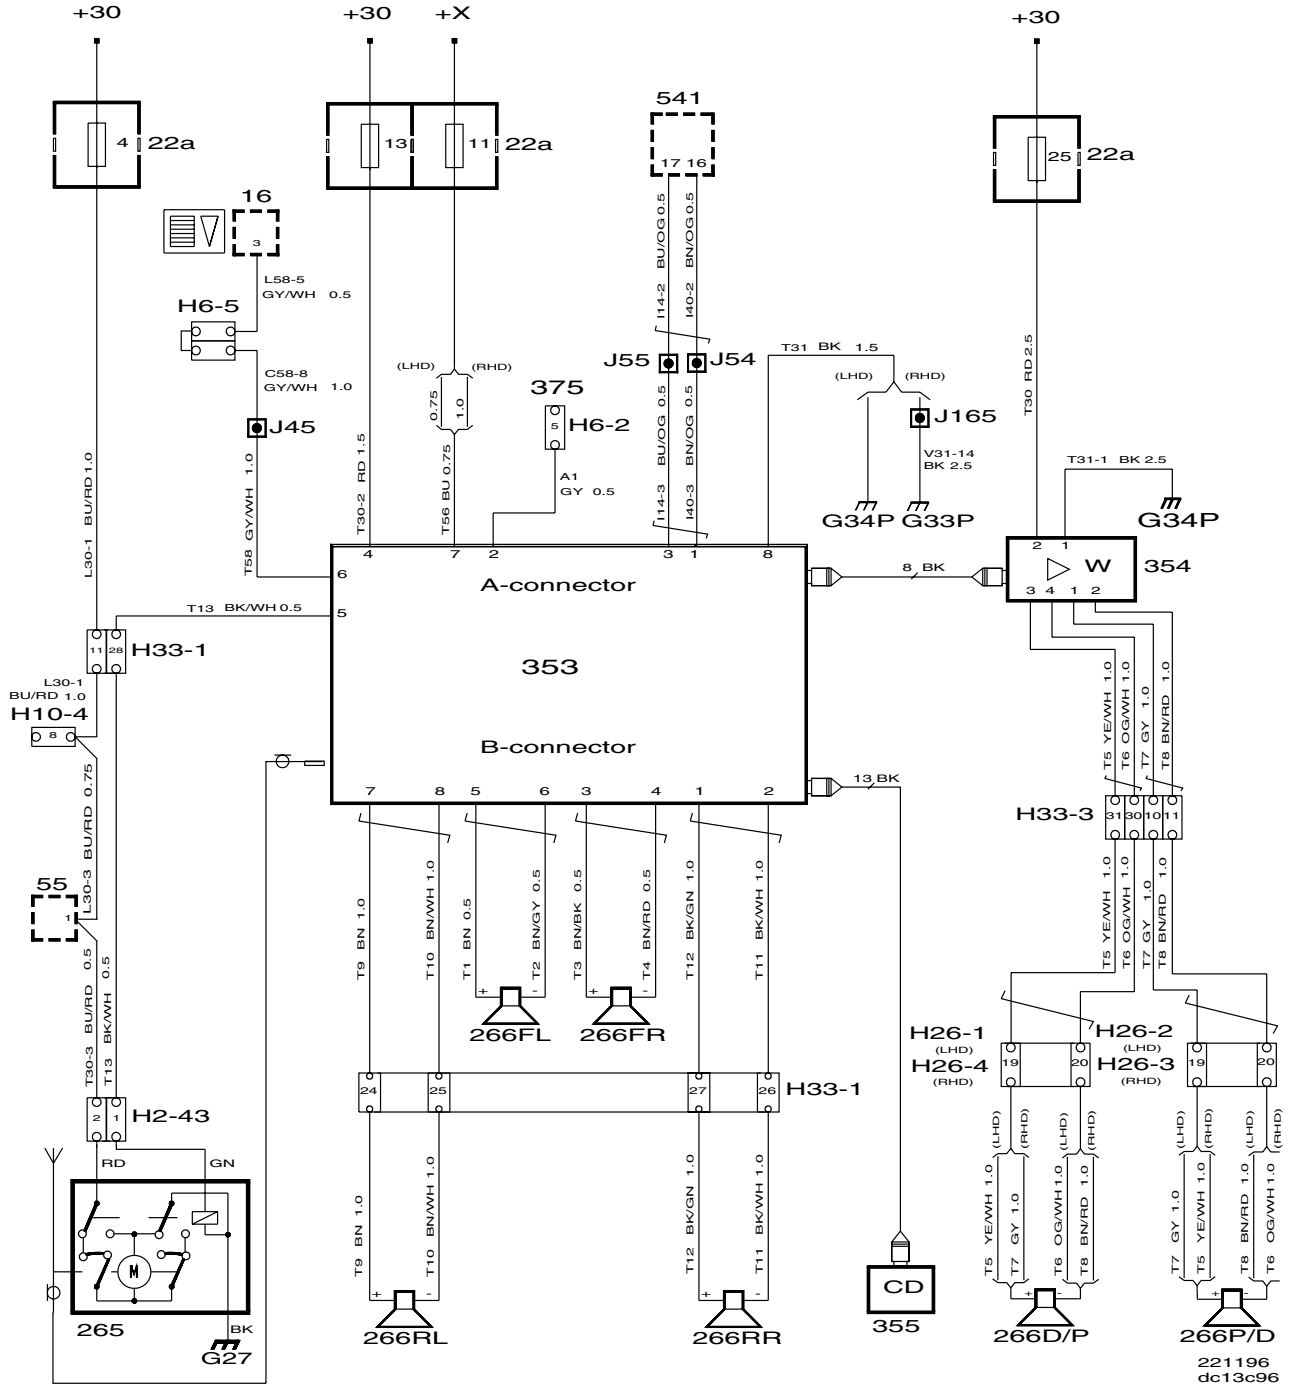 +30
+30
+X
+30
4
22a
13
11
22a
541
17 16
25
22a
16
3
L58-5
GY/WH 0.5
H6-5
C58-8
GY/WH 1.0
J45
T58 GY/WH 1.0
L30-1 BU/RD 1.0
(LHD)
(RHD)
0.75
1.0
T30-2 RD 1.5
T56 BU 0.75
375
5
H6-2
A1
GY 0.5
I14-2 BU/OG 0.5
I40-2 BN/OG 0.5
J55
J54
I14-3 BU/OG 0.5
I40-3 BN/OG 0.5
T31 BK 1.5
(LHD)
(RHD)
J165
V31-14
BK 2.5
G34P
G33P
T30 RD 2.5
T31-1 BK 2.5
G34P
4
7
2
3
1
8
6
5
A-connector
353
B-connector
8 BK
2
1
W
354
3
4
1
2
T13 BK/WH 0.5
11
28
H33-1
L30-1
BU/RD 1.0
H10-4
8
L30-3 BU/RD 0.75
55
1
T30-3 BU/RD 0.5
T13 BK/WH 0.5
2
1
H2-43
RD
GN
M
265
BK
G27
7
8
5
6
3
4
1
2
13 BK
T9 BN 1.0
T10 BN/WH 1.0
T1 BN 0.5
T2 BN/GY 0.5
T3 BN/BK 0.5
T4 BN/RD 0.5
T12 BK/GN 1.0
T11 BK/WH 1.0
+
-
+
-
266FL
266FR
24
25
27
26
H33-1
T9 BN 1.0
T10 BN/WH 1.0
T12 BK/GN 1.0
T11 BK/WH 1.0
+
-
+
-
266RL
266RR
CD
355
T5 YE/WH 1.0
T6 OG/WH 1.0
T7 GY 1.0
T8 BN/RD 1.0
H33-3
31
30
10
11
T5 YE/WH 1.0
T6 OG/WH 1.0
T7 GY 1.0
T8 BN/RD 1.0
H26-1
(LHD)
H26-4
(RHD)
19
20
H26-2
(LHD)
H26-3
(RHD)
19
20
(LHD)
(RHD)
(LHD)
(RHD)
(LHD)
(RHD)
(LHD)
(RHD)
T5 YE/WH 1.0
T7 GY 1.0
T6 OG/WH 1.0
T8 BN/RD 1.0
T7 GY 1.0
T5 YE/WH 1.0
T8 BN/RD 1.0
T6 OG/WH 1.0
+
-
+
-
266D/P
266P/D
221196
dc13c96